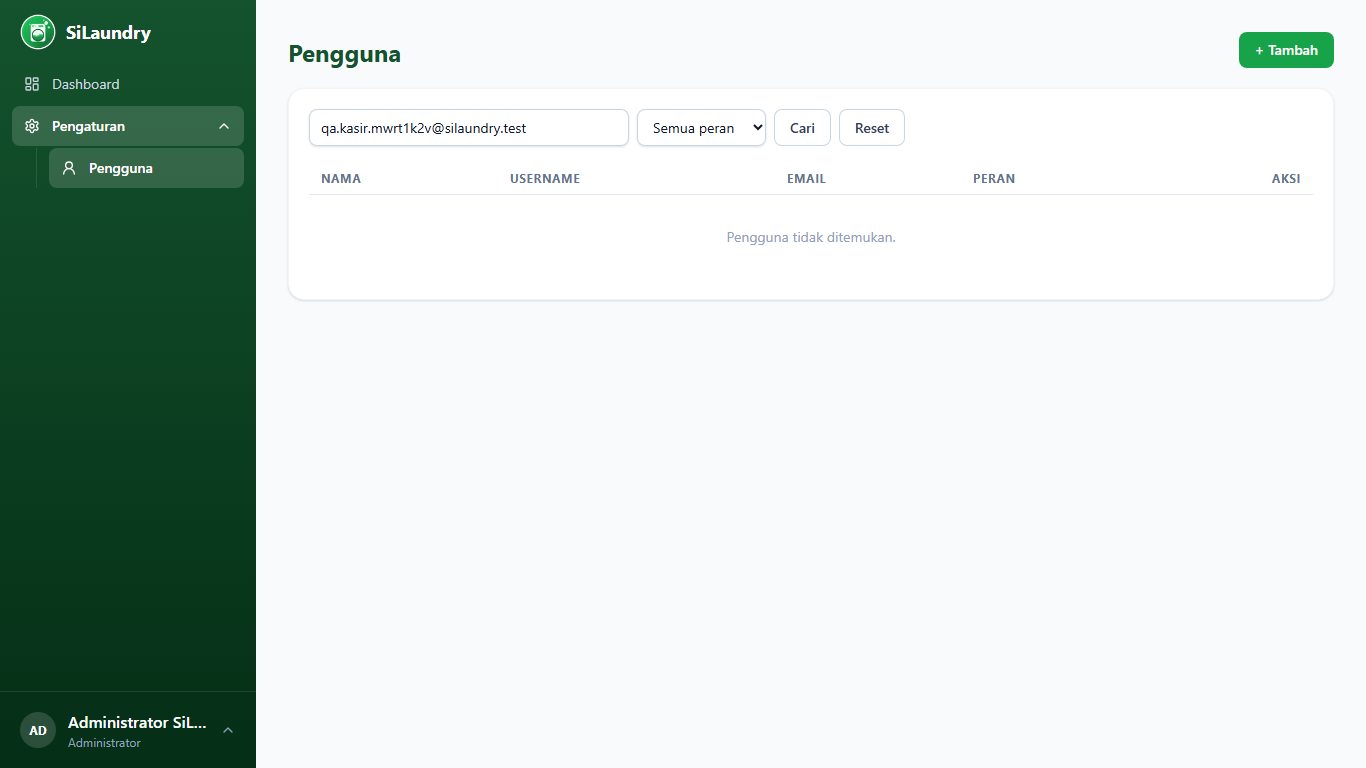 SiLaundry
Dashboard
Pengaturan
Pengguna
AD
Administrator SiL...
Administrator
Pengguna
+ Tambah
qa.kasir.mwrt1k2v@silaundry.test
Semua peran
Cari
Reset
NAMA USERNAME EMAIL PERAN AKSI
Pengguna tidak ditemukan.